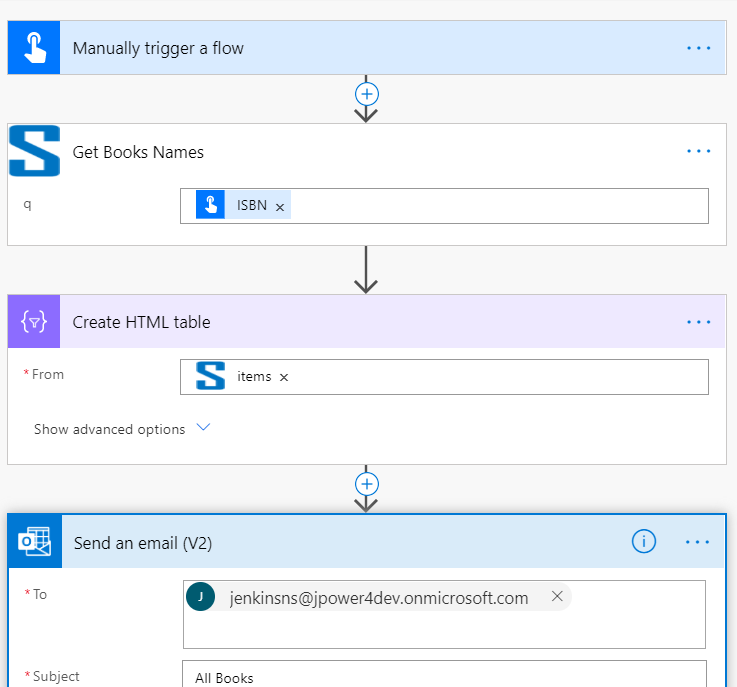 Manually trigger a flow
Get Books Names
q
ISBN ×
Create HTML table
* From
items ×
Show advanced options
Send an email (V2)
* To
J jenkinsns@jpower4dev.onmicrosoft.com ×
* Subject
All Books